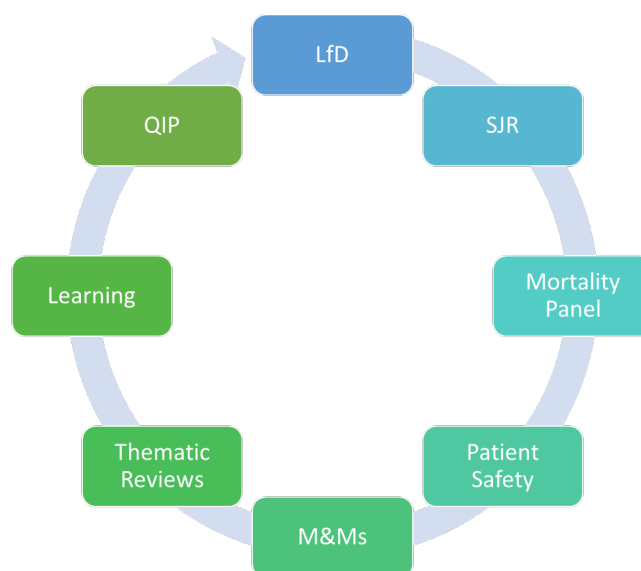 LfD
SJR
Mortality
Panel
Patient
Safety
M&Ms
Thematic
Reviews
Learning
QIP